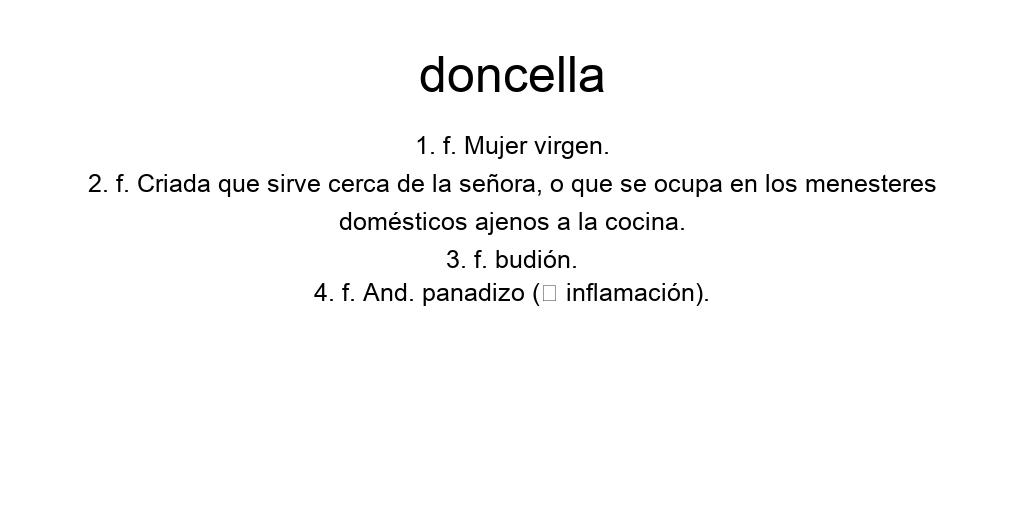 doncella
1. f. Mujer virgen.
2. f. Criada que sirve cerca de la señora, o que se ocupa en los menesteres
domésticos ajenos a la cocina.
3. f. budión.
4. f. And. panadizo (□ inflamación).